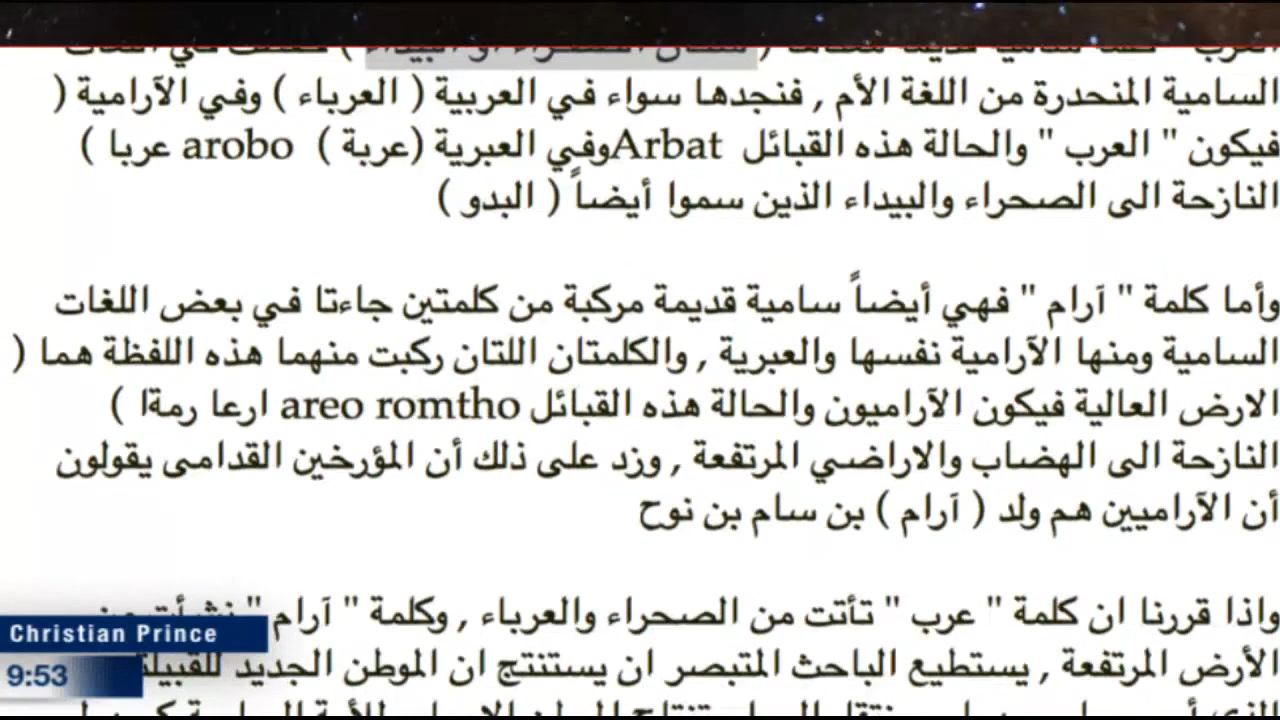 السامية المنحدرة من اللغة الأم , فنجدها سواء في العربية ( العرباء ) وفي الآرامية (
فيكون " العرب " والحالة هذه القبائل Arbatوفي العبرية (عربة ) arobo عربا )
النازحة الى الصحراء والبيداء الذين سموا أيضاً ( البدو )
وأما كلمة " آرام " فهي أيضاً سامية قديمة مركبة من كلمتين جاءتا في بعض اللغات
السامية ومنها الآرامية نفسها والعبرية , والكلمتان اللتان ركبت منهما هذه اللفظة هما (
الارض العالية فيكون الآراميون والحالة هذه القبائل areo romtho ارعا رمةا )
النازحة الى الهضاب والاراضي المرتفعة , وزد على ذلك أن المؤرخين القدامى يقولون
أن الآراميين هم ولد ( آرام ) بن سام بن نوح
واذا قررنا ان كلمة " عرب " تأتت من الصحراء والعرباء , وكلمة " آرام " نشأت من
الأرض المرتفعة , يستطيع الباحث المتبصر ان يستنتج ان الموطن الجديد للقبيلة
Christian Prince
9:53